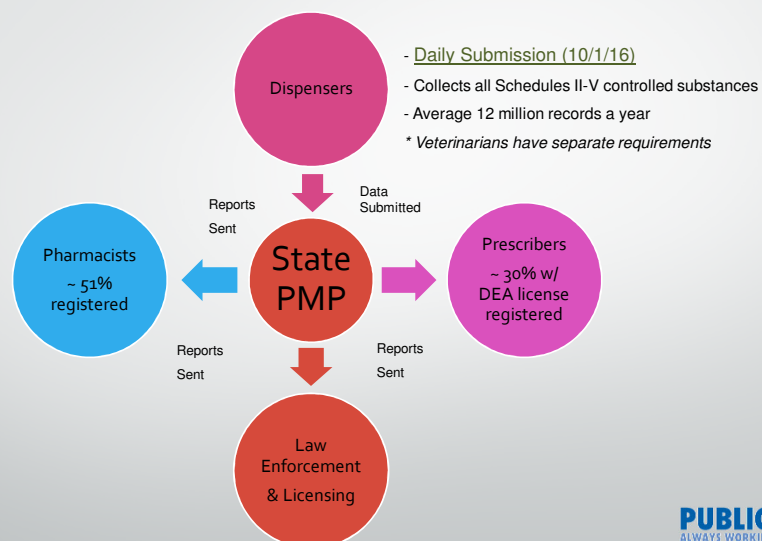 Dispensers
- Daily Submission (10/1/16)
- Collects all Schedules II-V controlled substances
- Average 12 million records a year
* Veterinarians have separate requirements
Reports
Sent
Data
Submitted
Pharmacists
~ 51%
registered
State
PMP
Prescribers
~ 30% w/
DEA license
registered
Reports
Sent
Reports
Sent
Law
Enforcement
& Licensing
PUBLIC
ALWAYS WORKIN